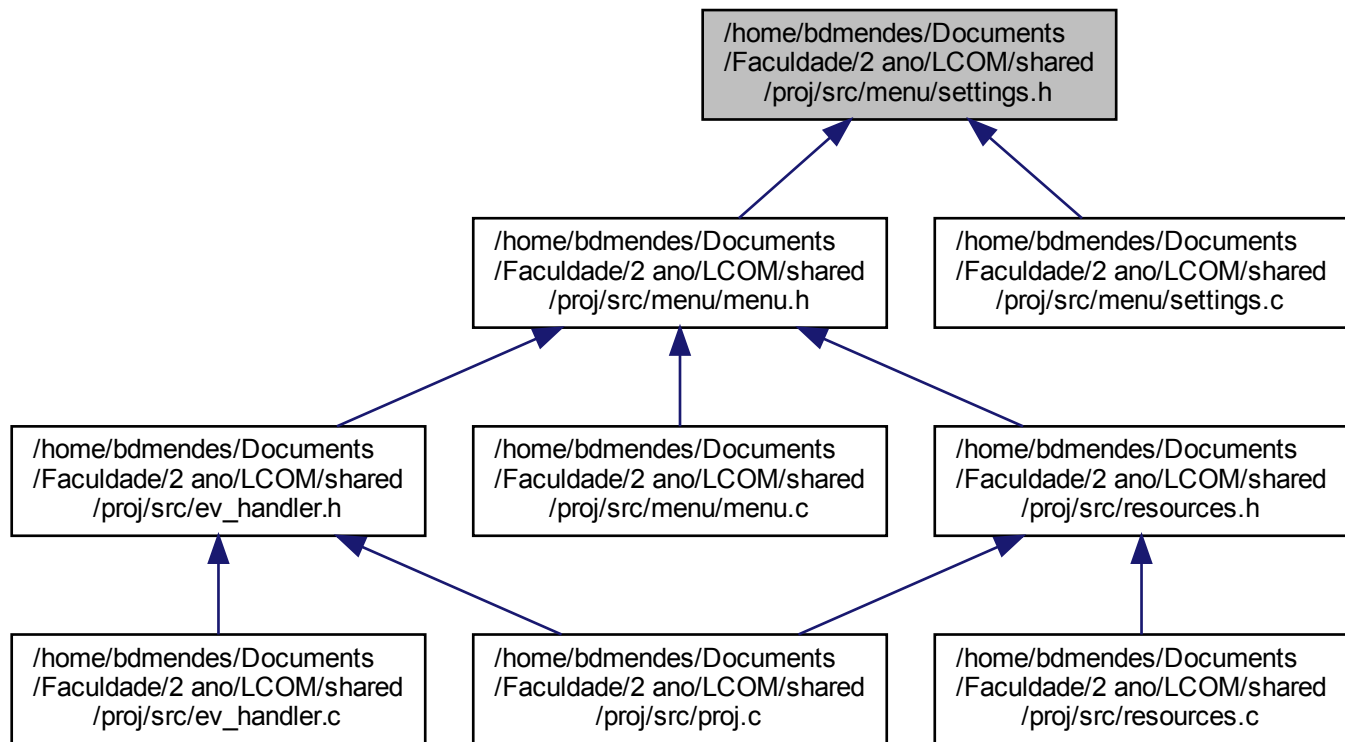 /home/bdmendes/Documents
/Faculdade/2 ano/LCOM/shared
/proj/src/menu/settings.h
/home/bdmendes/Documents
/Faculdade/2 ano/LCOM/shared
/proj/src/menu/menu.h
/home/bdmendes/Documents
/Faculdade/2 ano/LCOM/shared
/proj/src/menu/settings.c
/home/bdmendes/Documents
/Faculdade/2 ano/LCOM/shared
/proj/src/ev_handler.h
/home/bdmendes/Documents
/Faculdade/2 ano/LCOM/shared
/proj/src/menu/menu.c
/home/bdmendes/Documents
/Faculdade/2 ano/LCOM/shared
/proj/src/resources.h
/home/bdmendes/Documents
/Faculdade/2 ano/LCOM/shared
/proj/src/ev_handler.c
/home/bdmendes/Documents
/Faculdade/2 ano/LCOM/shared
/proj/src/proj.c
/home/bdmendes/Documents
/Faculdade/2 ano/LCOM/shared
/proj/src/resources.c